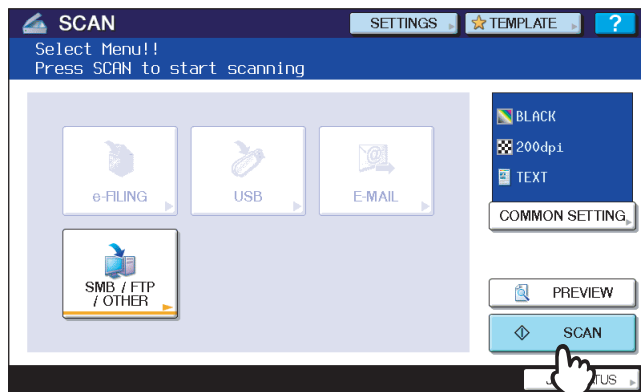 SCAN
SETTINGS
TEMPLATE
?
Select Menu!!
Press SCAN to start scanning
BLACK
200dpi
TEXT
e-FILING
USB
E-MAIL
COMMON SETTING
SMB / FTP
/ OTHER
PREVIEW
SCAN